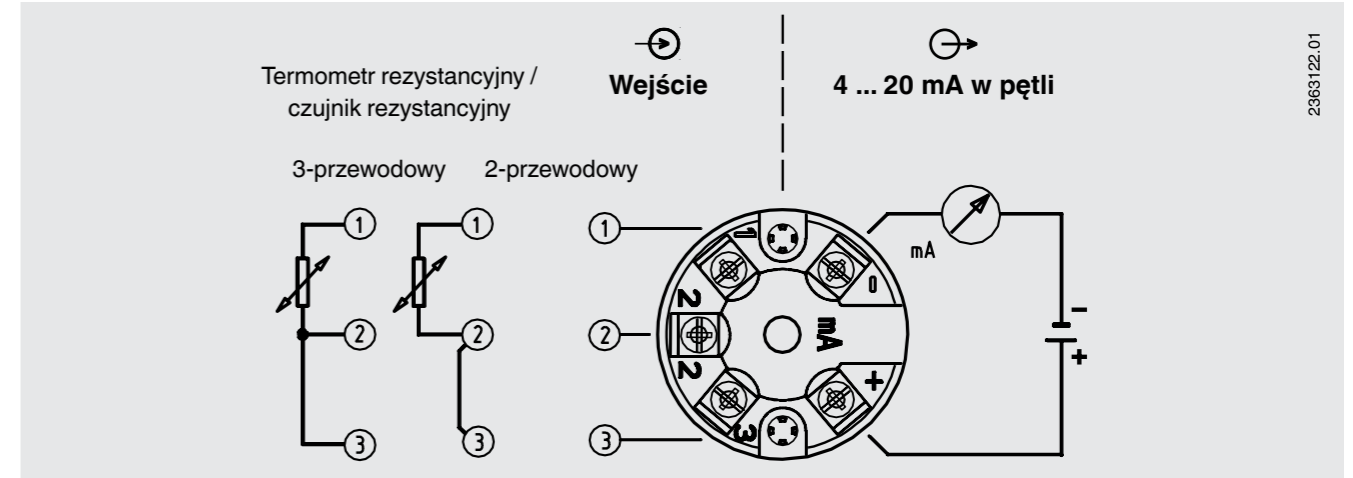 Termometr rezystancyjny /
czujnik rezystancyjny
Wejście
4 ... 20 mA w pętli
2363122.01
3-przewodowy
2-przewodowy
1
1
1
2
2
2
3
3
3
1
2
2
3
mA
-
+
mA
-
+